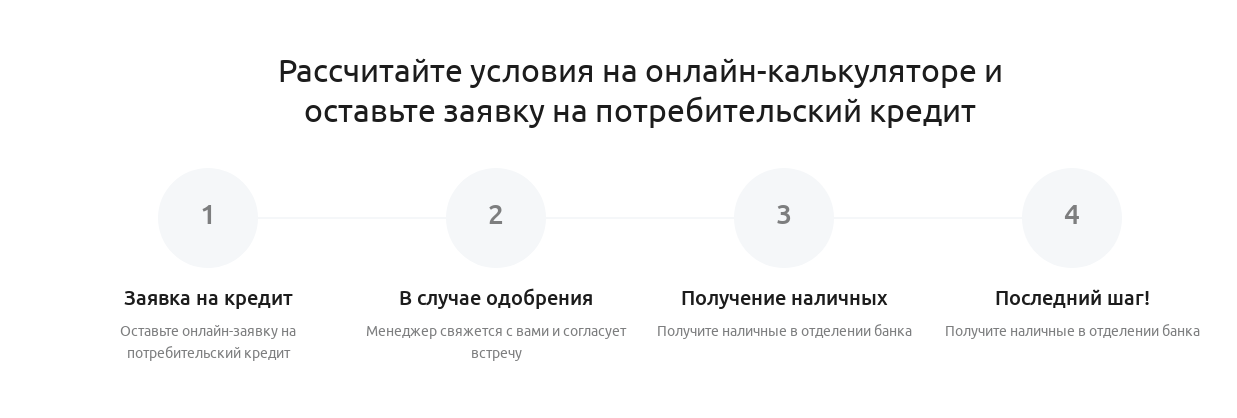 Рассчитайте условия на онлайн-калькуляторе и
оставьте заявку на потребительский кредит
1
2
3
4
Заявка на кредит
Оставьте онлайн-заявку на
потребительский кредит
В случае одобрения
Менеджер свяжется с вами и согласует
встречу
Получение наличных
Получите наличные в отделении банка
Последний шаг!
Получите наличные в отделении банка